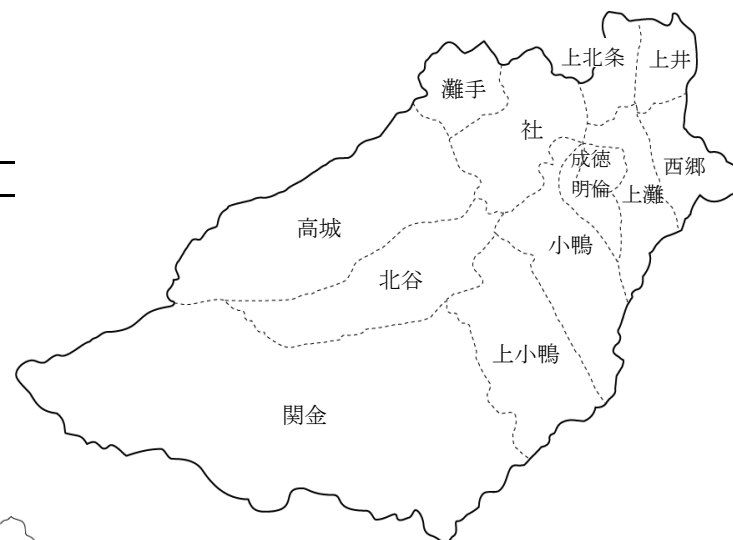 上北条
上井
灘手
社
成徳
西郷
明倫
上灘
高城
小鴨
北谷
上小鴨
関金